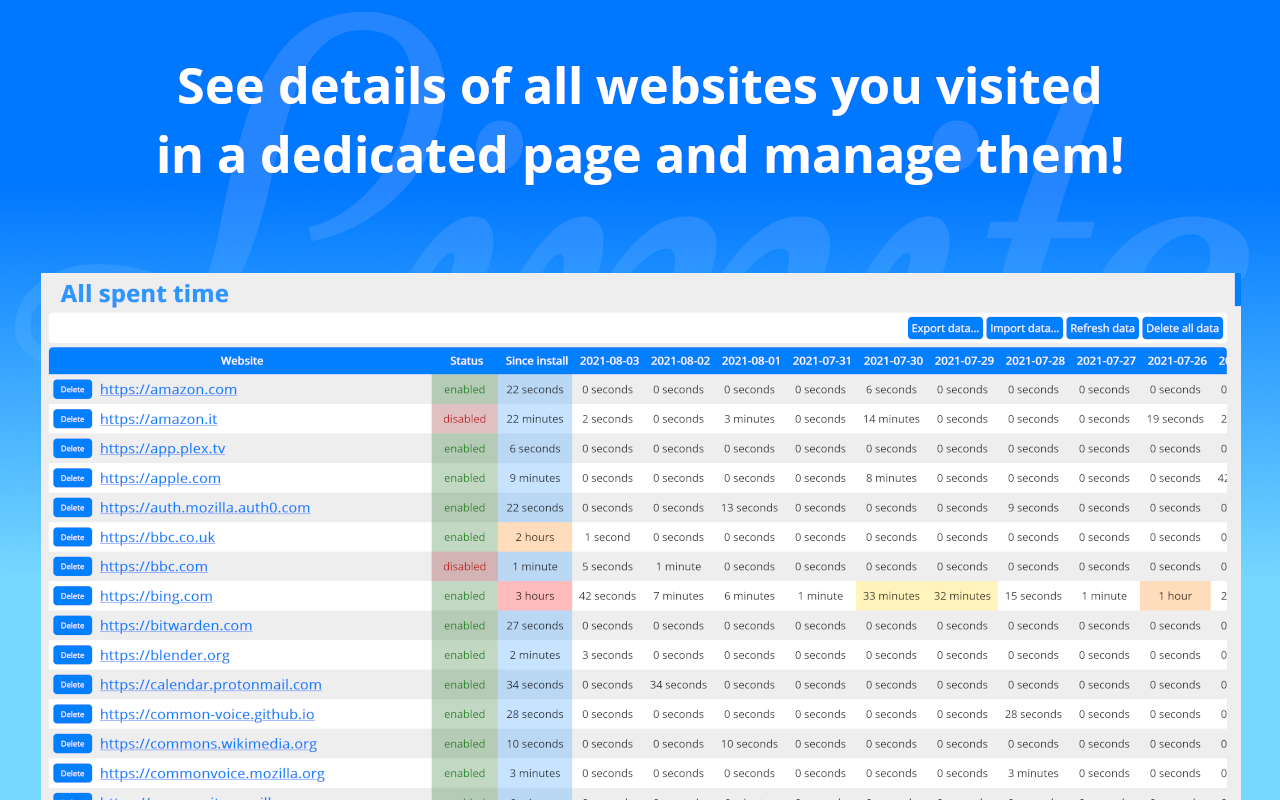 See details of all websites you visited
in a dedicated page and manage them!
All spent time
Export data... Import data... Refresh data Delete all data
Website Status Since install 2021-08-03 2021-08-02 2021-08-01 2021-07-31 2021-07-30 2021-07-29 2021-07-28 2021-07-27 2021-07-26
Delete https://amazon.com enabled 22 seconds 0 seconds 0 seconds 0 seconds 0 seconds 6 seconds 0 seconds 0 seconds 0 seconds 0 seconds 0
Delete https://amazon.it disabled 22 minutes 2 seconds 0 seconds 3 minutes 0 seconds 14 minutes 0 seconds 0 seconds 0 seconds 19 seconds 2
Delete https://app.plex.tv enabled 6 seconds 0 seconds 0 seconds 0 seconds 0 seconds 0 seconds 0 seconds 0 seconds 0 seconds 0 seconds 0
Delete https://apple.com enabled 9 minutes 0 seconds 0 seconds 0 seconds 0 seconds 8 minutes 0 seconds 0 seconds 0 seconds 0 seconds 42
Delete https://auth.mozilla.auth0.com enabled 22 seconds 0 seconds 0 seconds 13 seconds 0 seconds 0 seconds 0 seconds 9 seconds 0 seconds 0 seconds 0
Delete https://bbc.co.uk enabled 2 hours 1 second 0 seconds 0 seconds 0 seconds 0 seconds 0 seconds 0 seconds 0 seconds 0 seconds 0
Delete https://bbc.com disabled 1 minute 5 seconds 1 minute 0 seconds 0 seconds 0 seconds 0 seconds 0 seconds 0 seconds 0 seconds 0
Delete https://bing.com enabled 3 hours 42 seconds 7 minutes 6 minutes 1 minute 33 minutes 32 minutes 15 seconds 1 minute 1 hour 2
Delete https://bitwarden.com enabled 27 seconds 0 seconds 0 seconds 0 seconds 0 seconds 0 seconds 0 seconds 0 seconds 0 seconds 0 seconds 0
Delete https://blender.org enabled 2 minutes 3 seconds 0 seconds 0 seconds 0 seconds 0 seconds 0 seconds 0 seconds 0 seconds 0 seconds 0
Delete https://calendar.protonmail.com enabled 34 seconds 0 seconds 34 seconds 0 seconds 0 seconds 0 seconds 0 seconds 0 seconds 0 seconds 0 seconds 0
Delete https://common-voice.github.io enabled 28 seconds 0 seconds 0 seconds 0 seconds 0 seconds 0 seconds 0 seconds 28 seconds 0 seconds 0 seconds 0
Delete https://commons.wikimedia.org enabled 10 seconds 0 seconds 0 seconds 10 seconds 0 seconds 0 seconds 0 seconds 0 seconds 0 seconds 0 seconds 0
Delete https://commonvoice.mozilla.org enabled 3 minutes 0 seconds 0 seconds 0 seconds 0 seconds 0 seconds 0 seconds 3 minutes 0 seconds 0 seconds 0